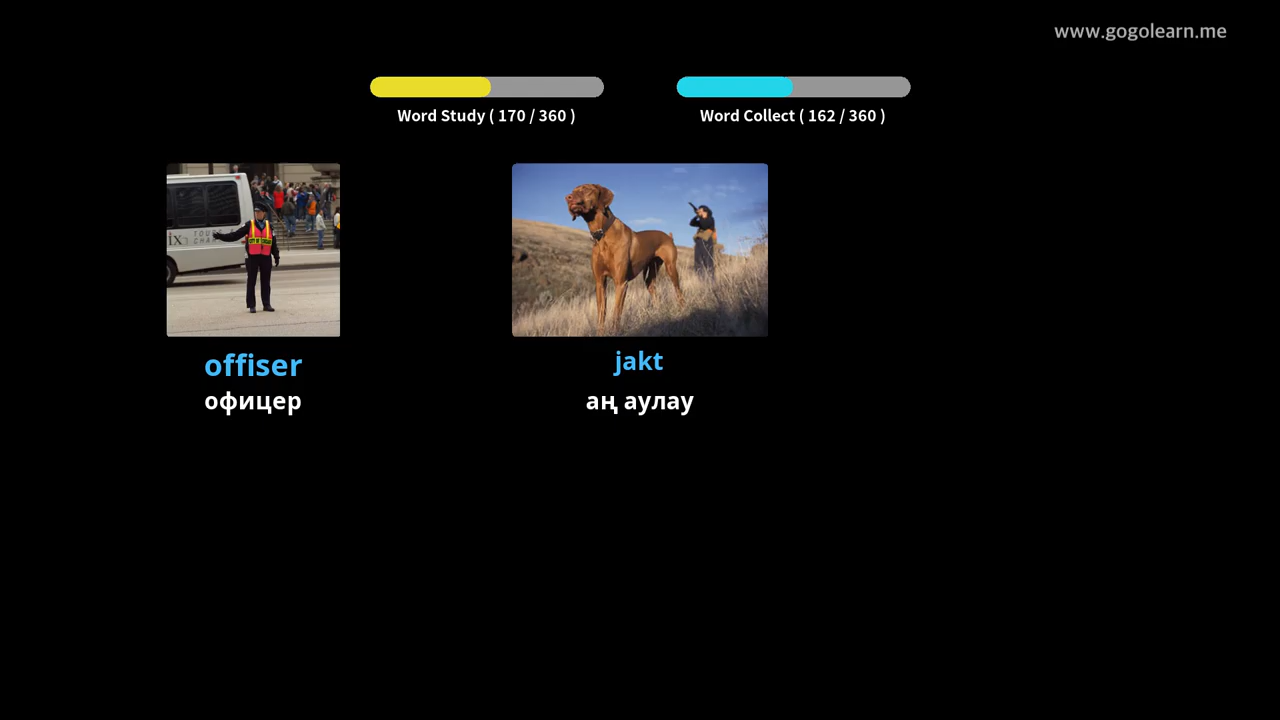 www.gogolearn.me
Word Study ( 170 / 360 )
Word Collect ( 162 / 360 )
offiser
офицер
jakt
аң аулау